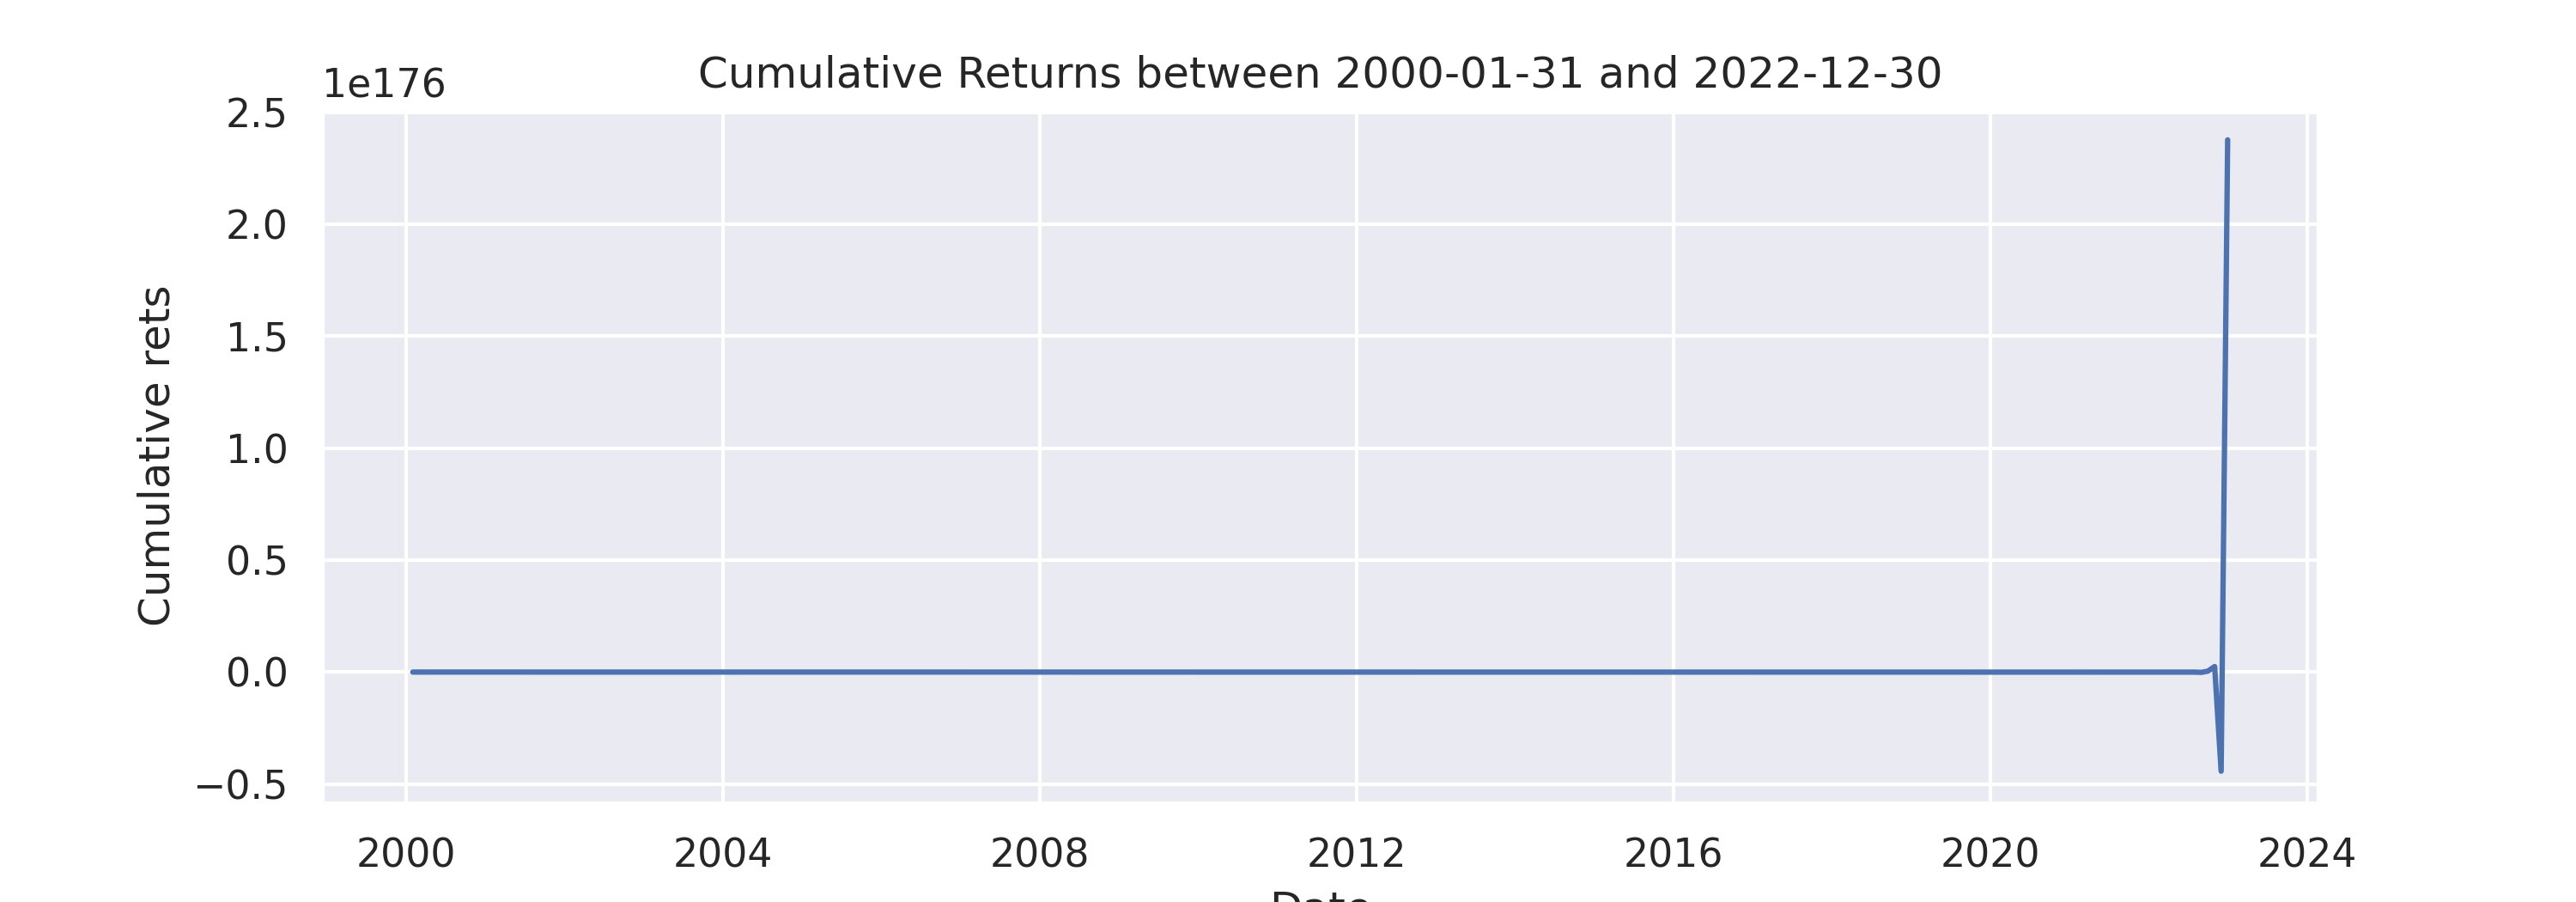 Cumulative Returns between 2000-01-31 and 2022-12-30
1e176
2.5
2.0
1.5
1.0
0.5
0.0
−0.5
Cumulative rets
2000 2004 2008 2012 2016 2020 2024
Date